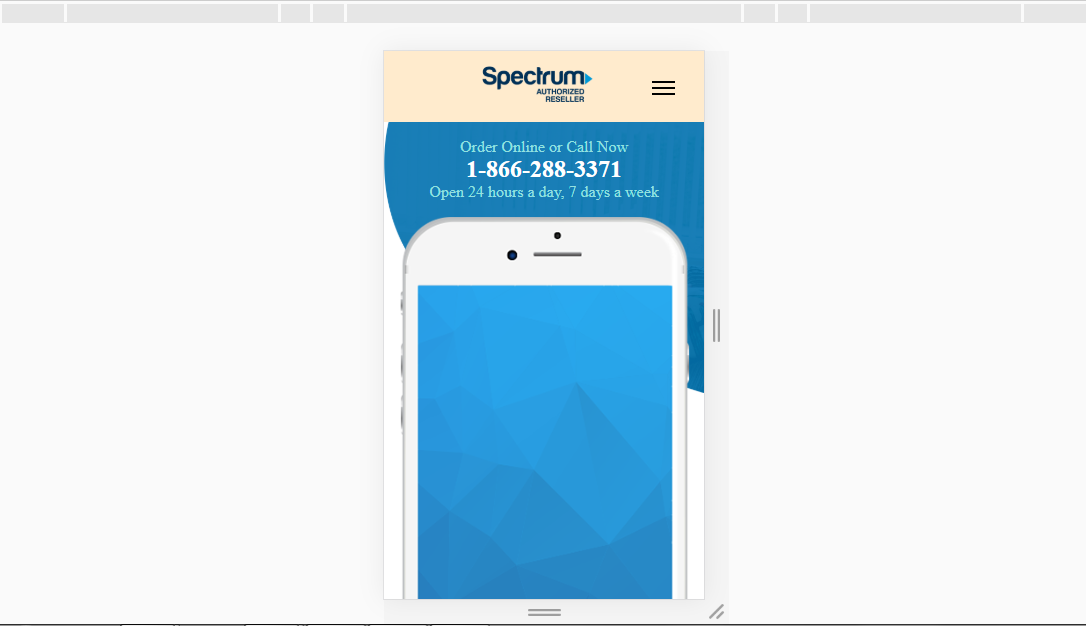 Spectrum
AUTHORIZED
RESELLER
Order Online or Call Now
1-866-288-3371
Open 24 hours a day, 7 days a week